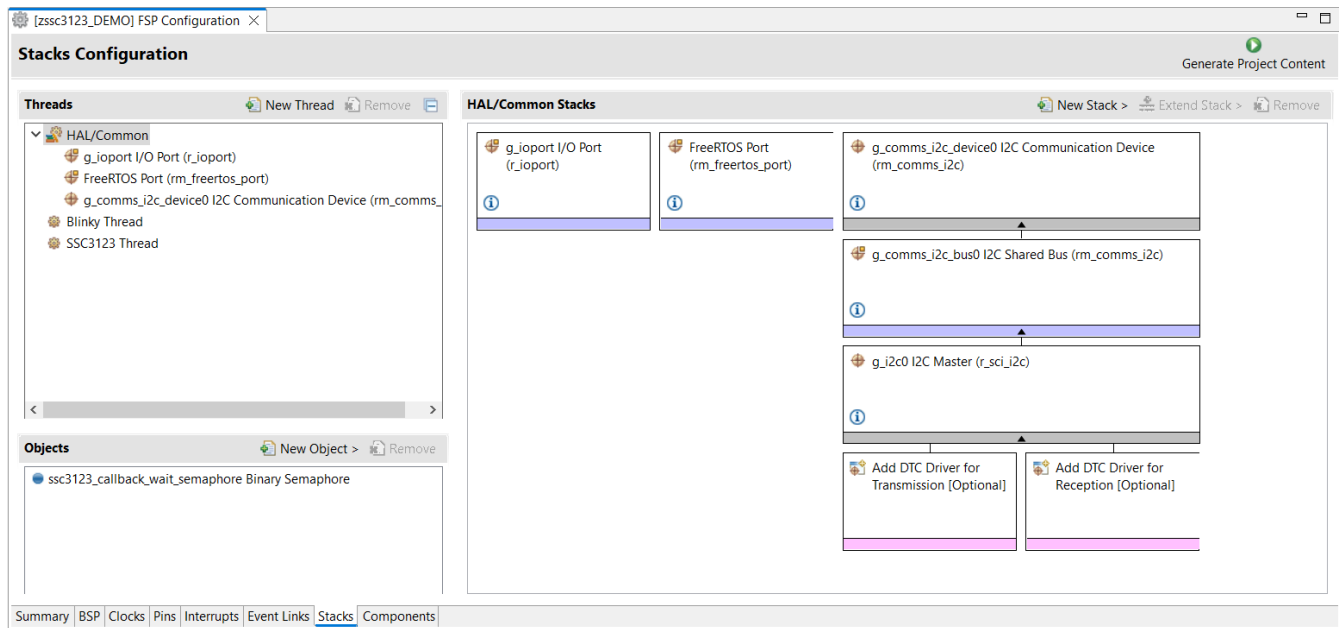 [zssc3123_DEMO] FSP Configuration
Stacks Configuration
Generate Project Content
Threads
New Thread
Remove
HAL/Common
g_ioport I/O Port (r_ioport)
FreeRTOS Port (rm_freertos_port)
g_comms_i2c_device0 I2C Communication Device (rm_comms_
Blinky Thread
SSC3123 Thread
Objects
New Object >
Remove
ssc3123_callback_wait_semaphore Binary Semaphore
HAL/Common Stacks
New Stack >
Extend Stack >
Remove
g_ioport I/O Port
(r_ioport)
FreeRTOS Port
(rm_freertos_port)
g_comms_i2c_device0 I2C Communication Device
(rm_comms_i2c)
g_comms_i2c_bus0 I2C Shared Bus (rm_comms_i2c)
g_i2c0 I2C Master (r_sci_i2c)
Add DTC Driver for
Transmission [Optional]
Add DTC Driver for
Reception [Optional]
Summary BSP Clocks Pins Interrupts Event Links Stacks Components